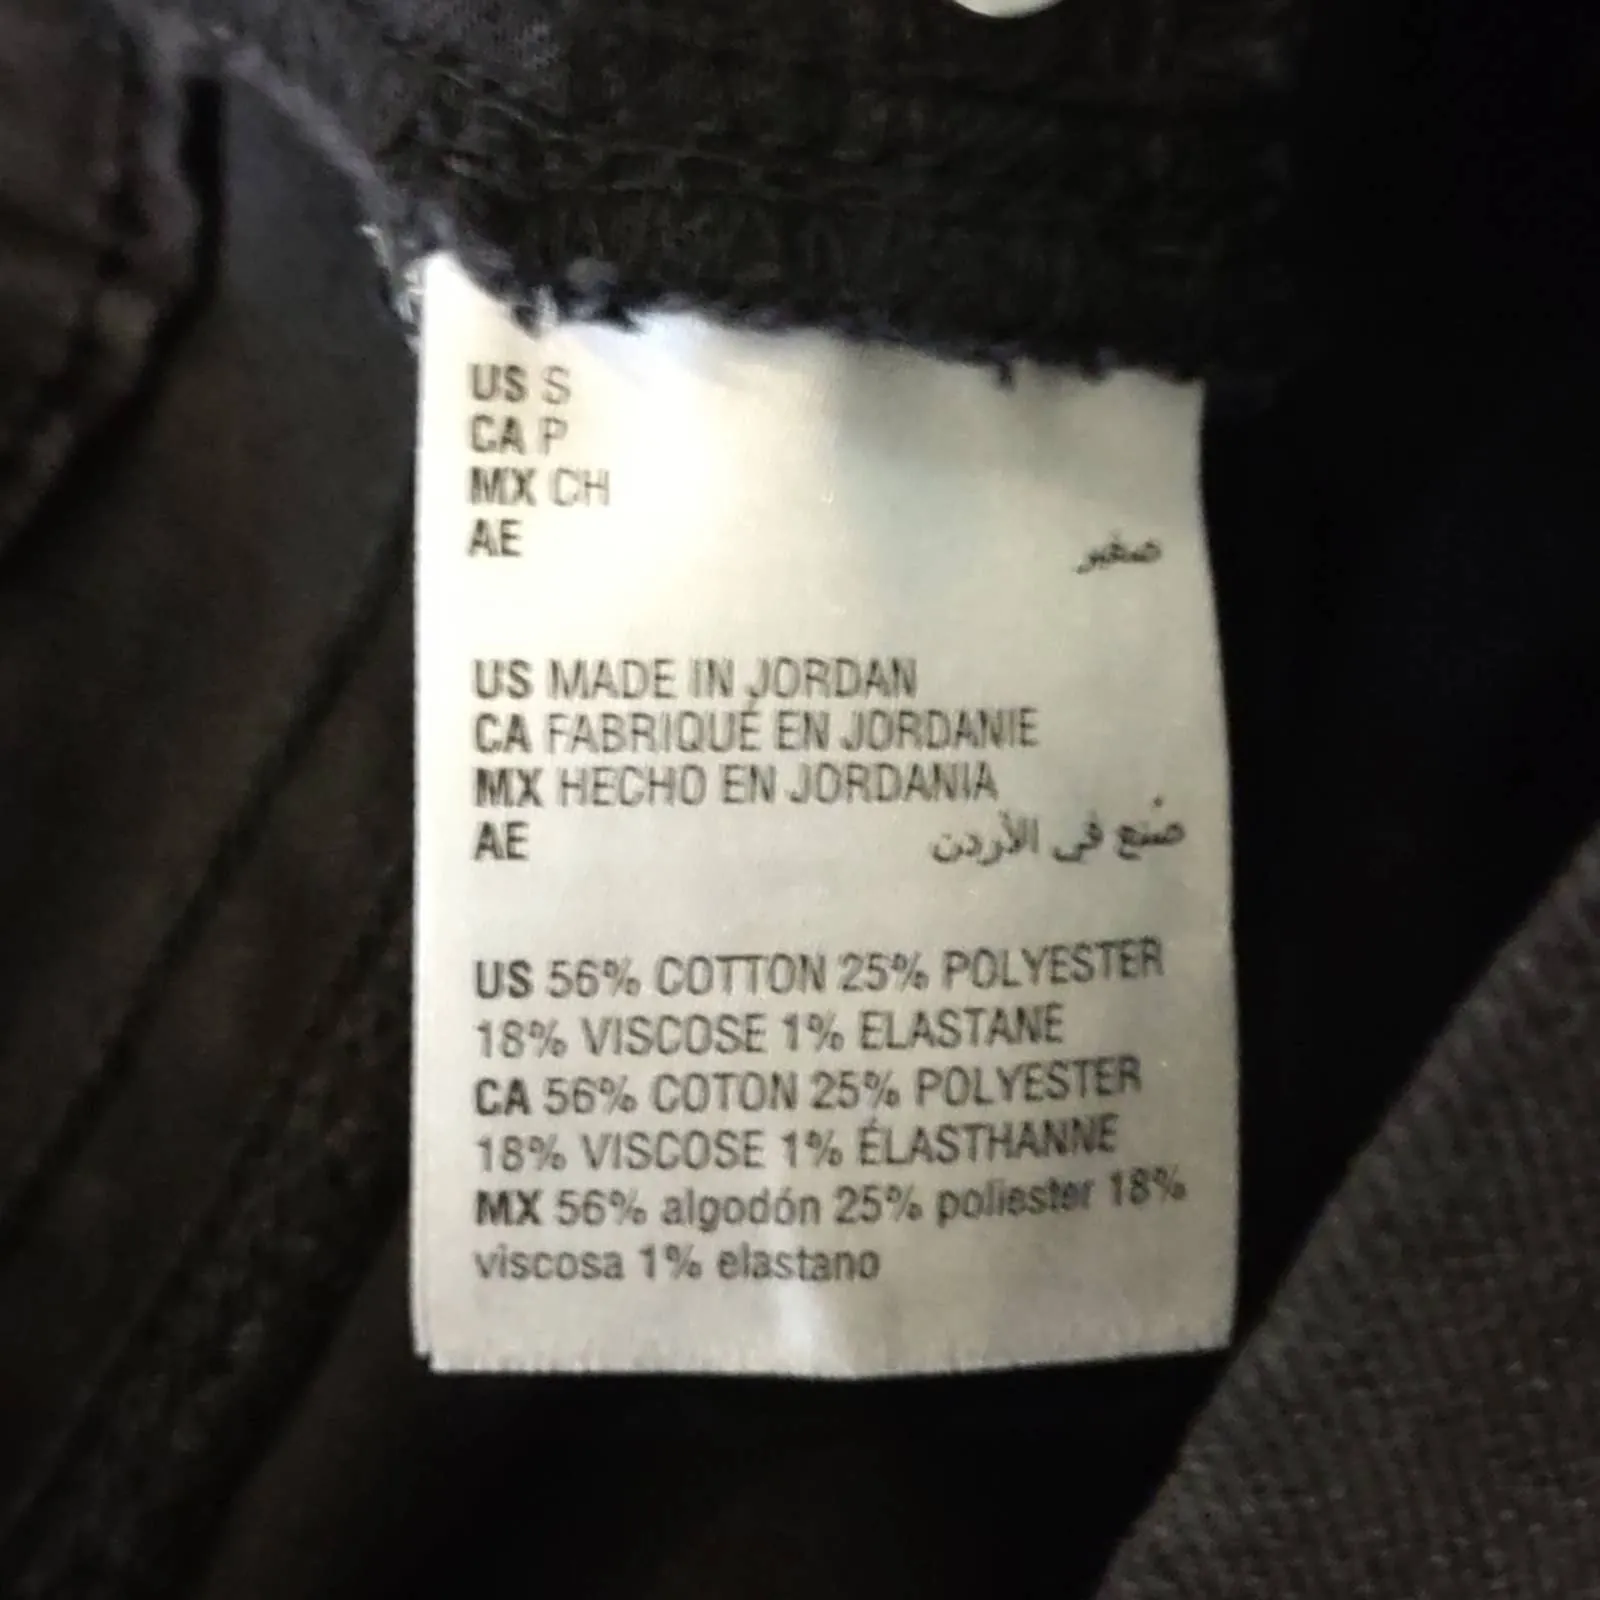 US S
CA P
MX CH
AE صغير
US MADE IN JORDAN
CA FABRIQUÉ EN JORDANIE
MX HECHO EN JORDANIA
AE صُنع في الأردن
US 56% COTTON 25% POLYESTER
18% VISCOSE 1% ELASTANE
CA 56% COTON 25% POLYESTER
18% VISCOSE 1% ÉLASTHANNE
MX 56% algodón 25% poliester 18%
viscosa 1% elastano